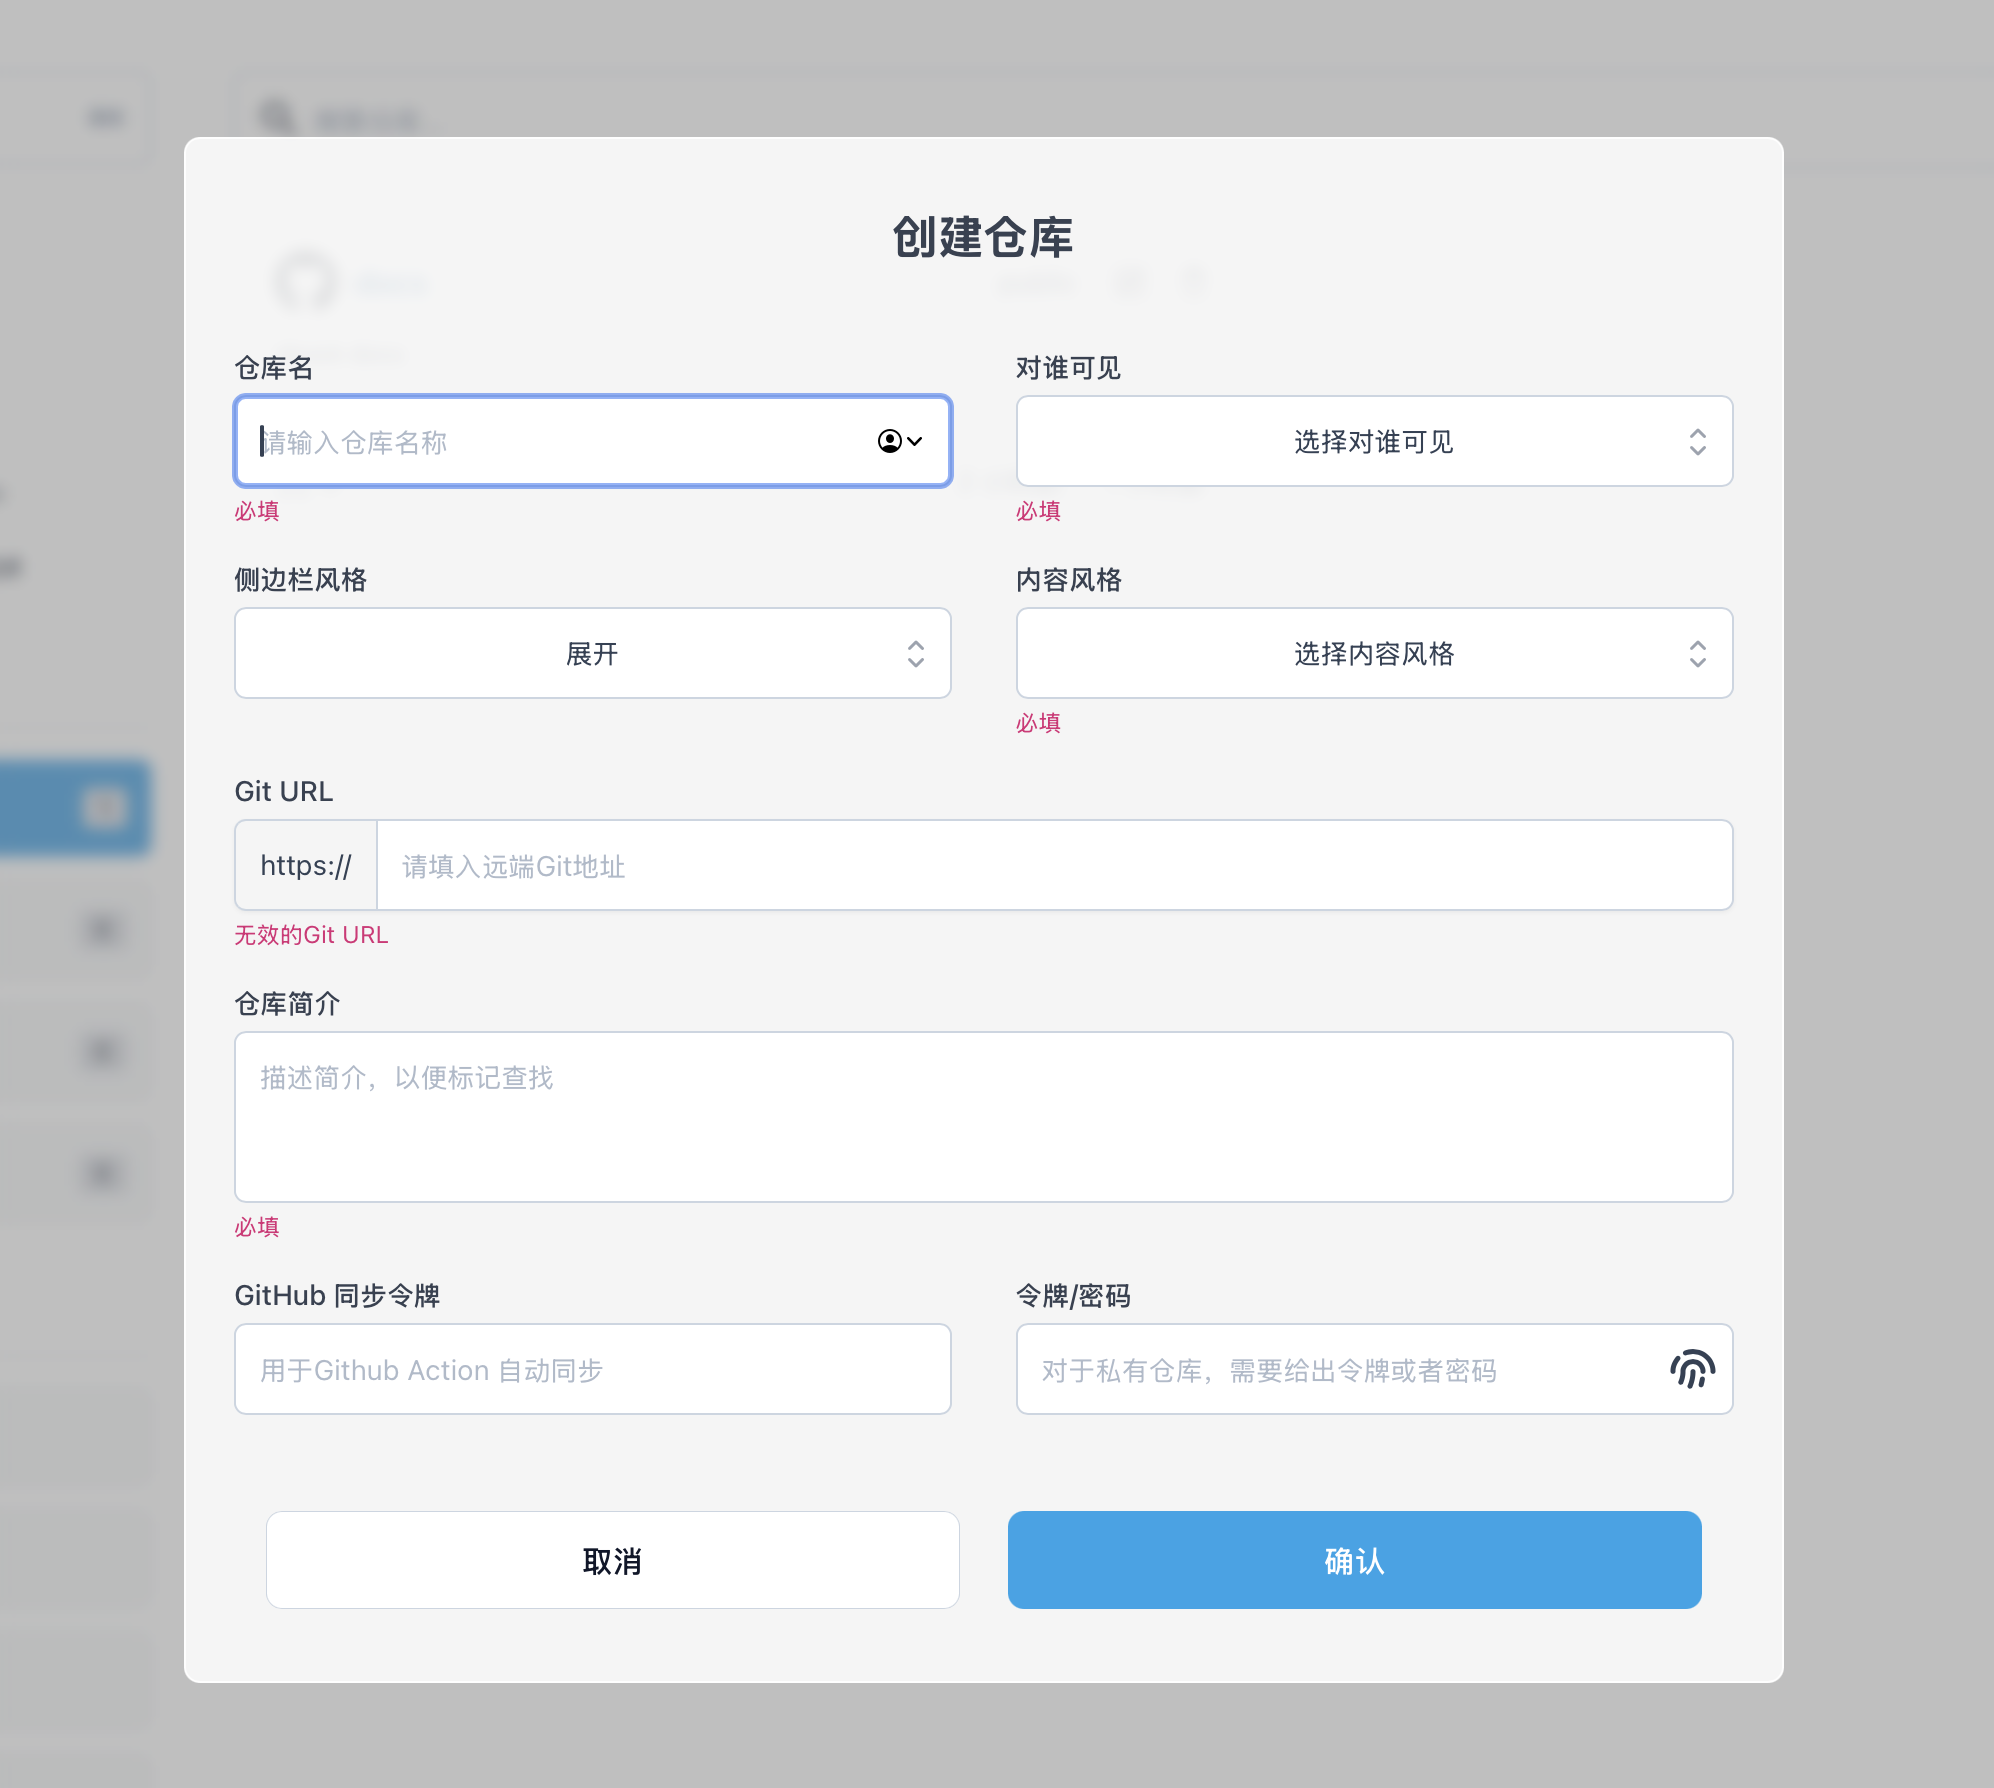 创建仓库
仓库名
请输入仓库名称
必填
对谁可见
选择对谁可见
必填
侧边栏风格
展开
内容风格
选择内容风格
必填
Git URL
https://
请填入远端Git地址
无效的Git URL
仓库简介
描述简介，以便标记查找
必填
GitHub 同步令牌
用于Github Action 自动同步
令牌/密码
对于私有仓库，需要给出令牌或者密码
取消
确认